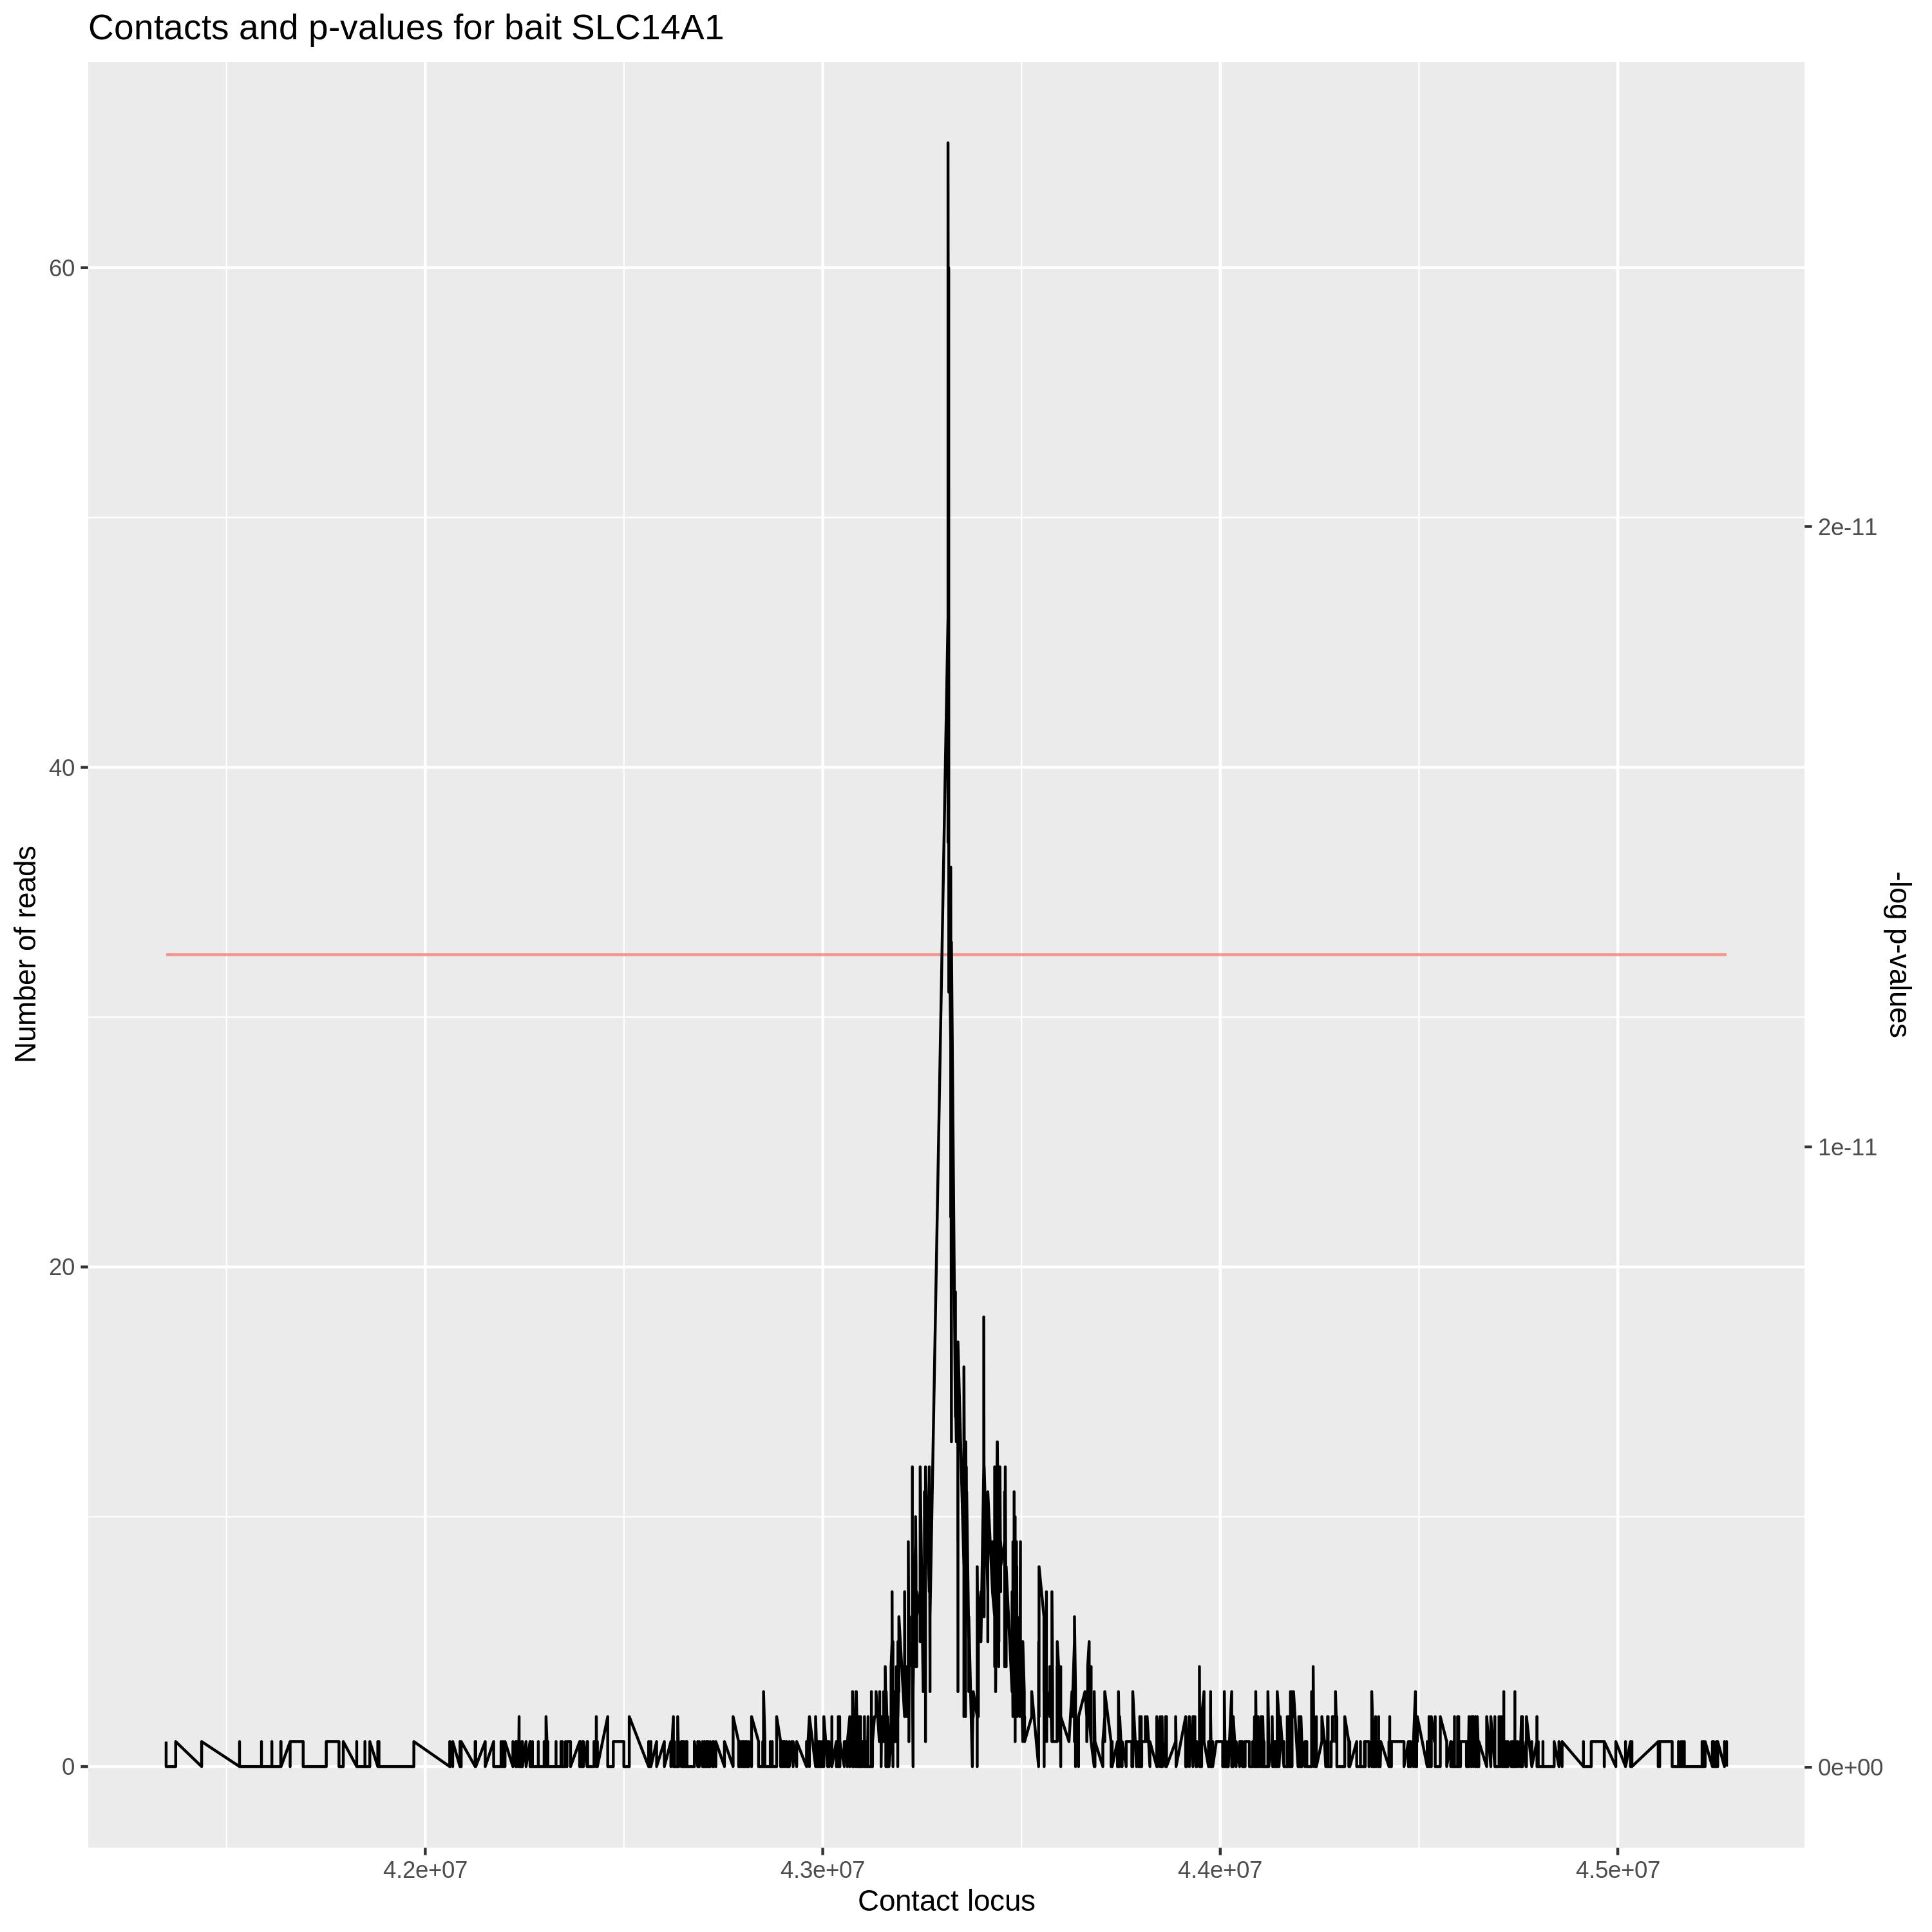 Contacts and p-values for bait SLC14A1
60
40
20
0
Number of reads
2e-11
1e-11
0e+00
-log p-values
4.2e+07
4.3e+07
4.4e+07
4.5e+07
Contact locus